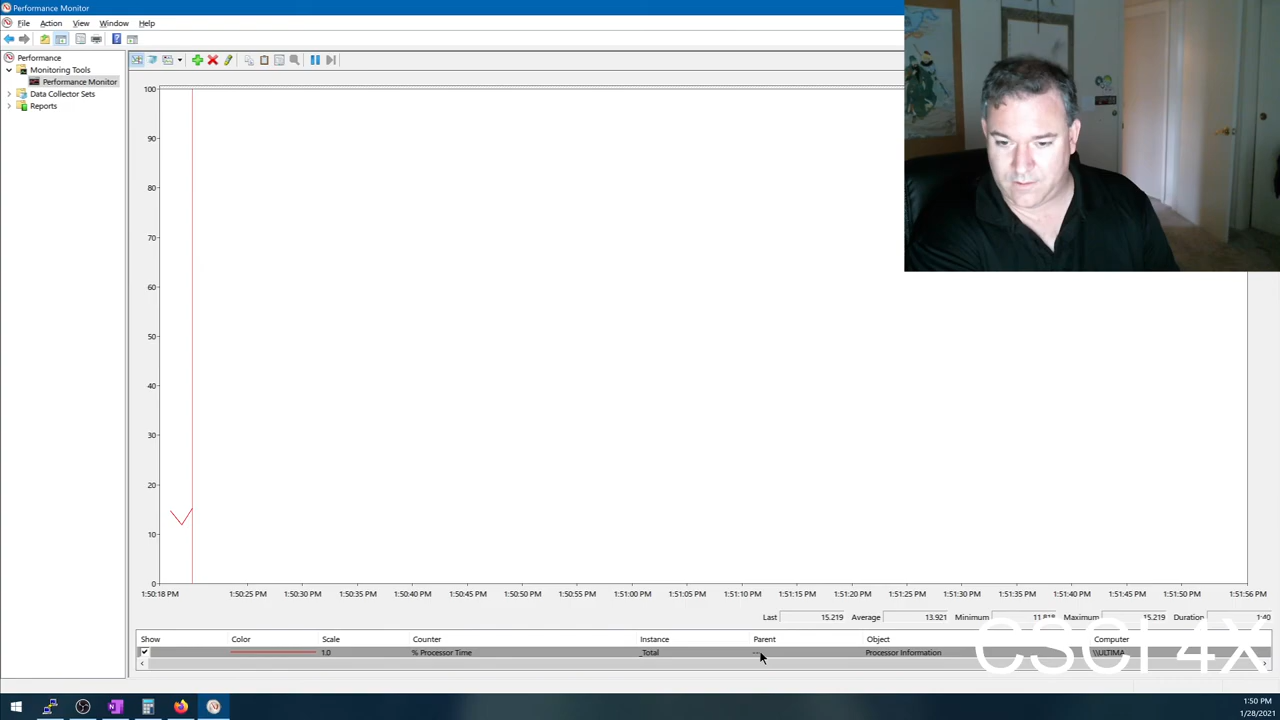 Performance Monitor
File Action View Window Help
Performance
Monitoring Tools
Performance Monitor
Data Collector Sets
Reports
100
90
80
70
60
50
40
30
20
10
0
1:50:18 PM 1:50:25 PM 1:50:30 PM 1:50:35 PM 1:50:40 PM 1:50:45 PM 1:50:50 PM 1:50:55 PM 1:51:00 PM 1:51:05 PM 1:51:10 PM 1:51:15 PM 1:51:20 PM 1:51:25 PM 1:51:30 PM 1:51:35 PM 1:51:40 PM 1:51:45 PM 1:51:50 PM 1:51:56 PM
Last 15.219 Average 13.921 Minimum 11.818 Maximum 15.219 Duration 1:40
Show Color Scale Counter Instance Parent Object Computer
1.0 % Processor Time _Total --- Processor Information \\ULTIMA
CSCI 4X
1:50 PM
1/28/2021